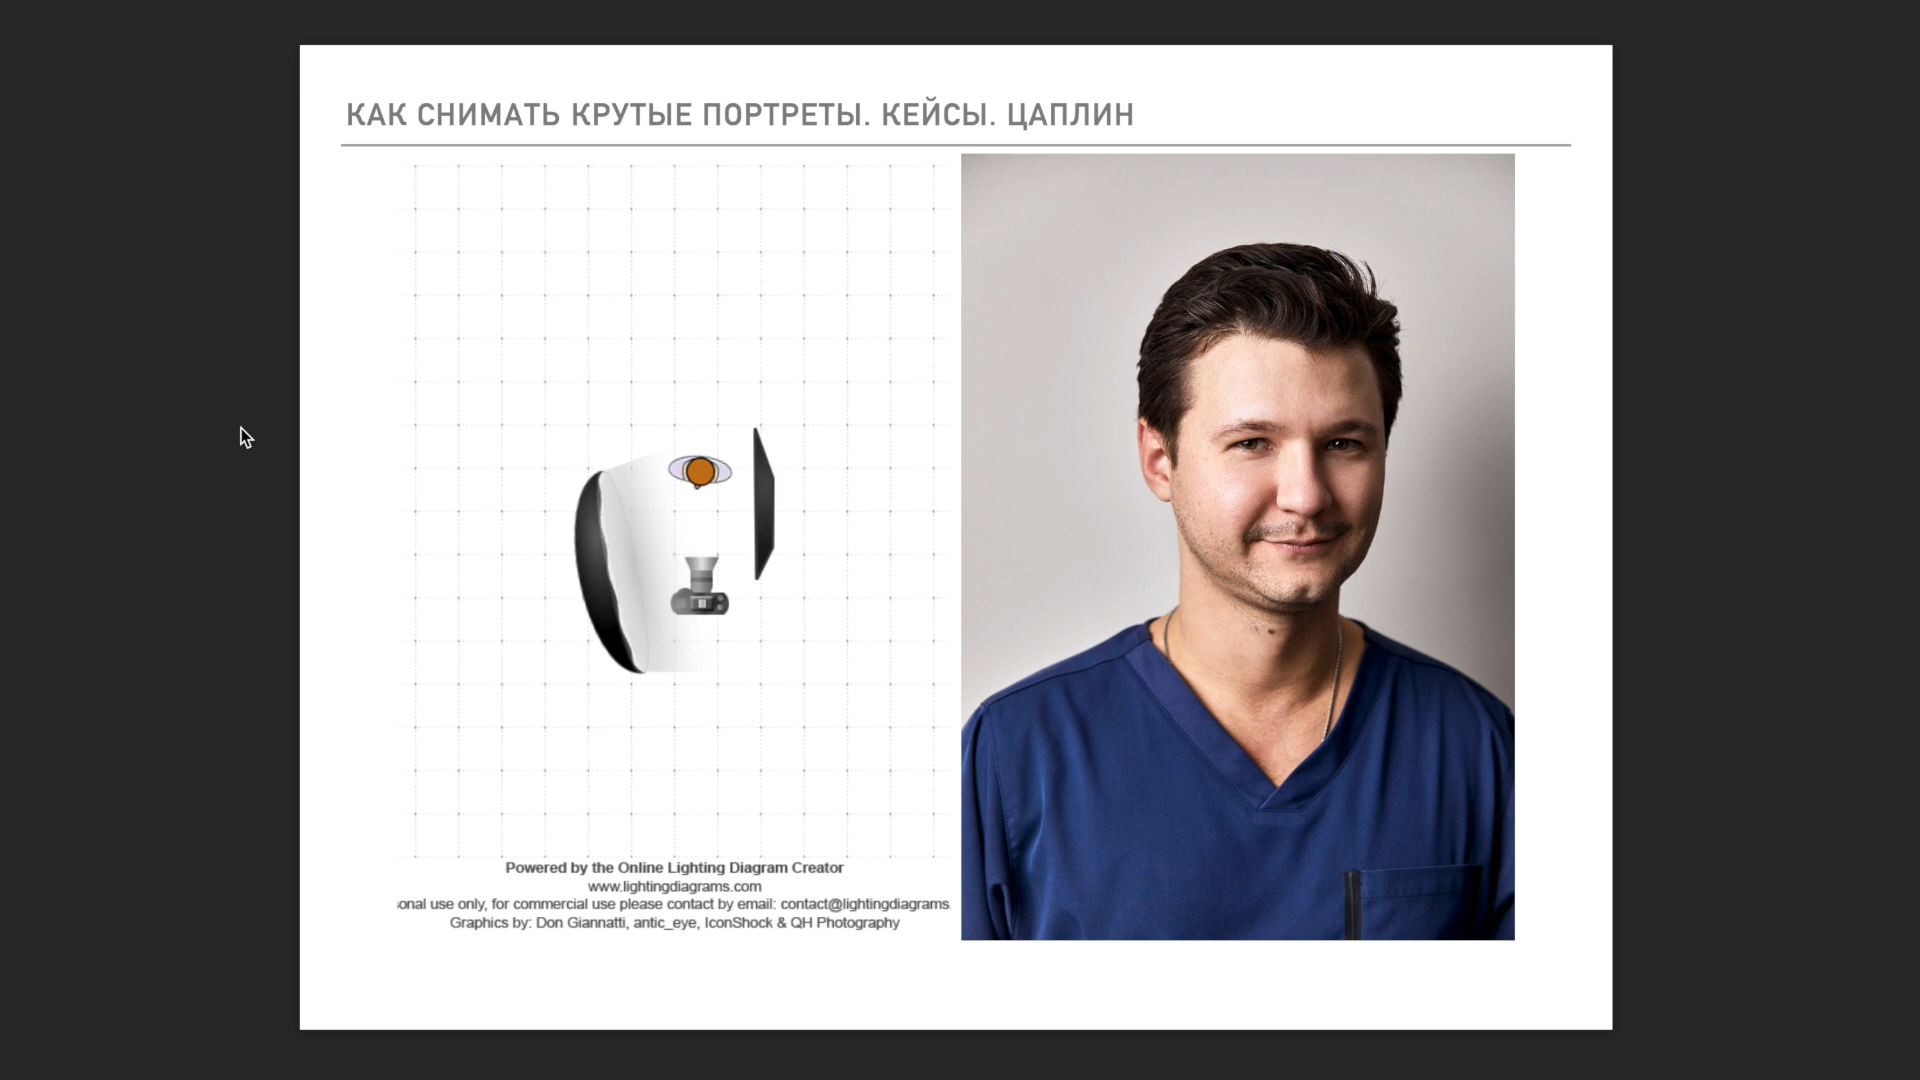 КАК СНИМАТЬ КРУТЫЕ ПОРТРЕТЫ. КЕЙСЫ. ЦАПЛИН
Powered by the Online Lighting Diagram Creator
www.lightingdiagrams.com
use only, for commercial use please contact by email: contact@lightingdiagrams.
Graphics by: Don Giannatti, antic_eye, IconShock & QH Photography